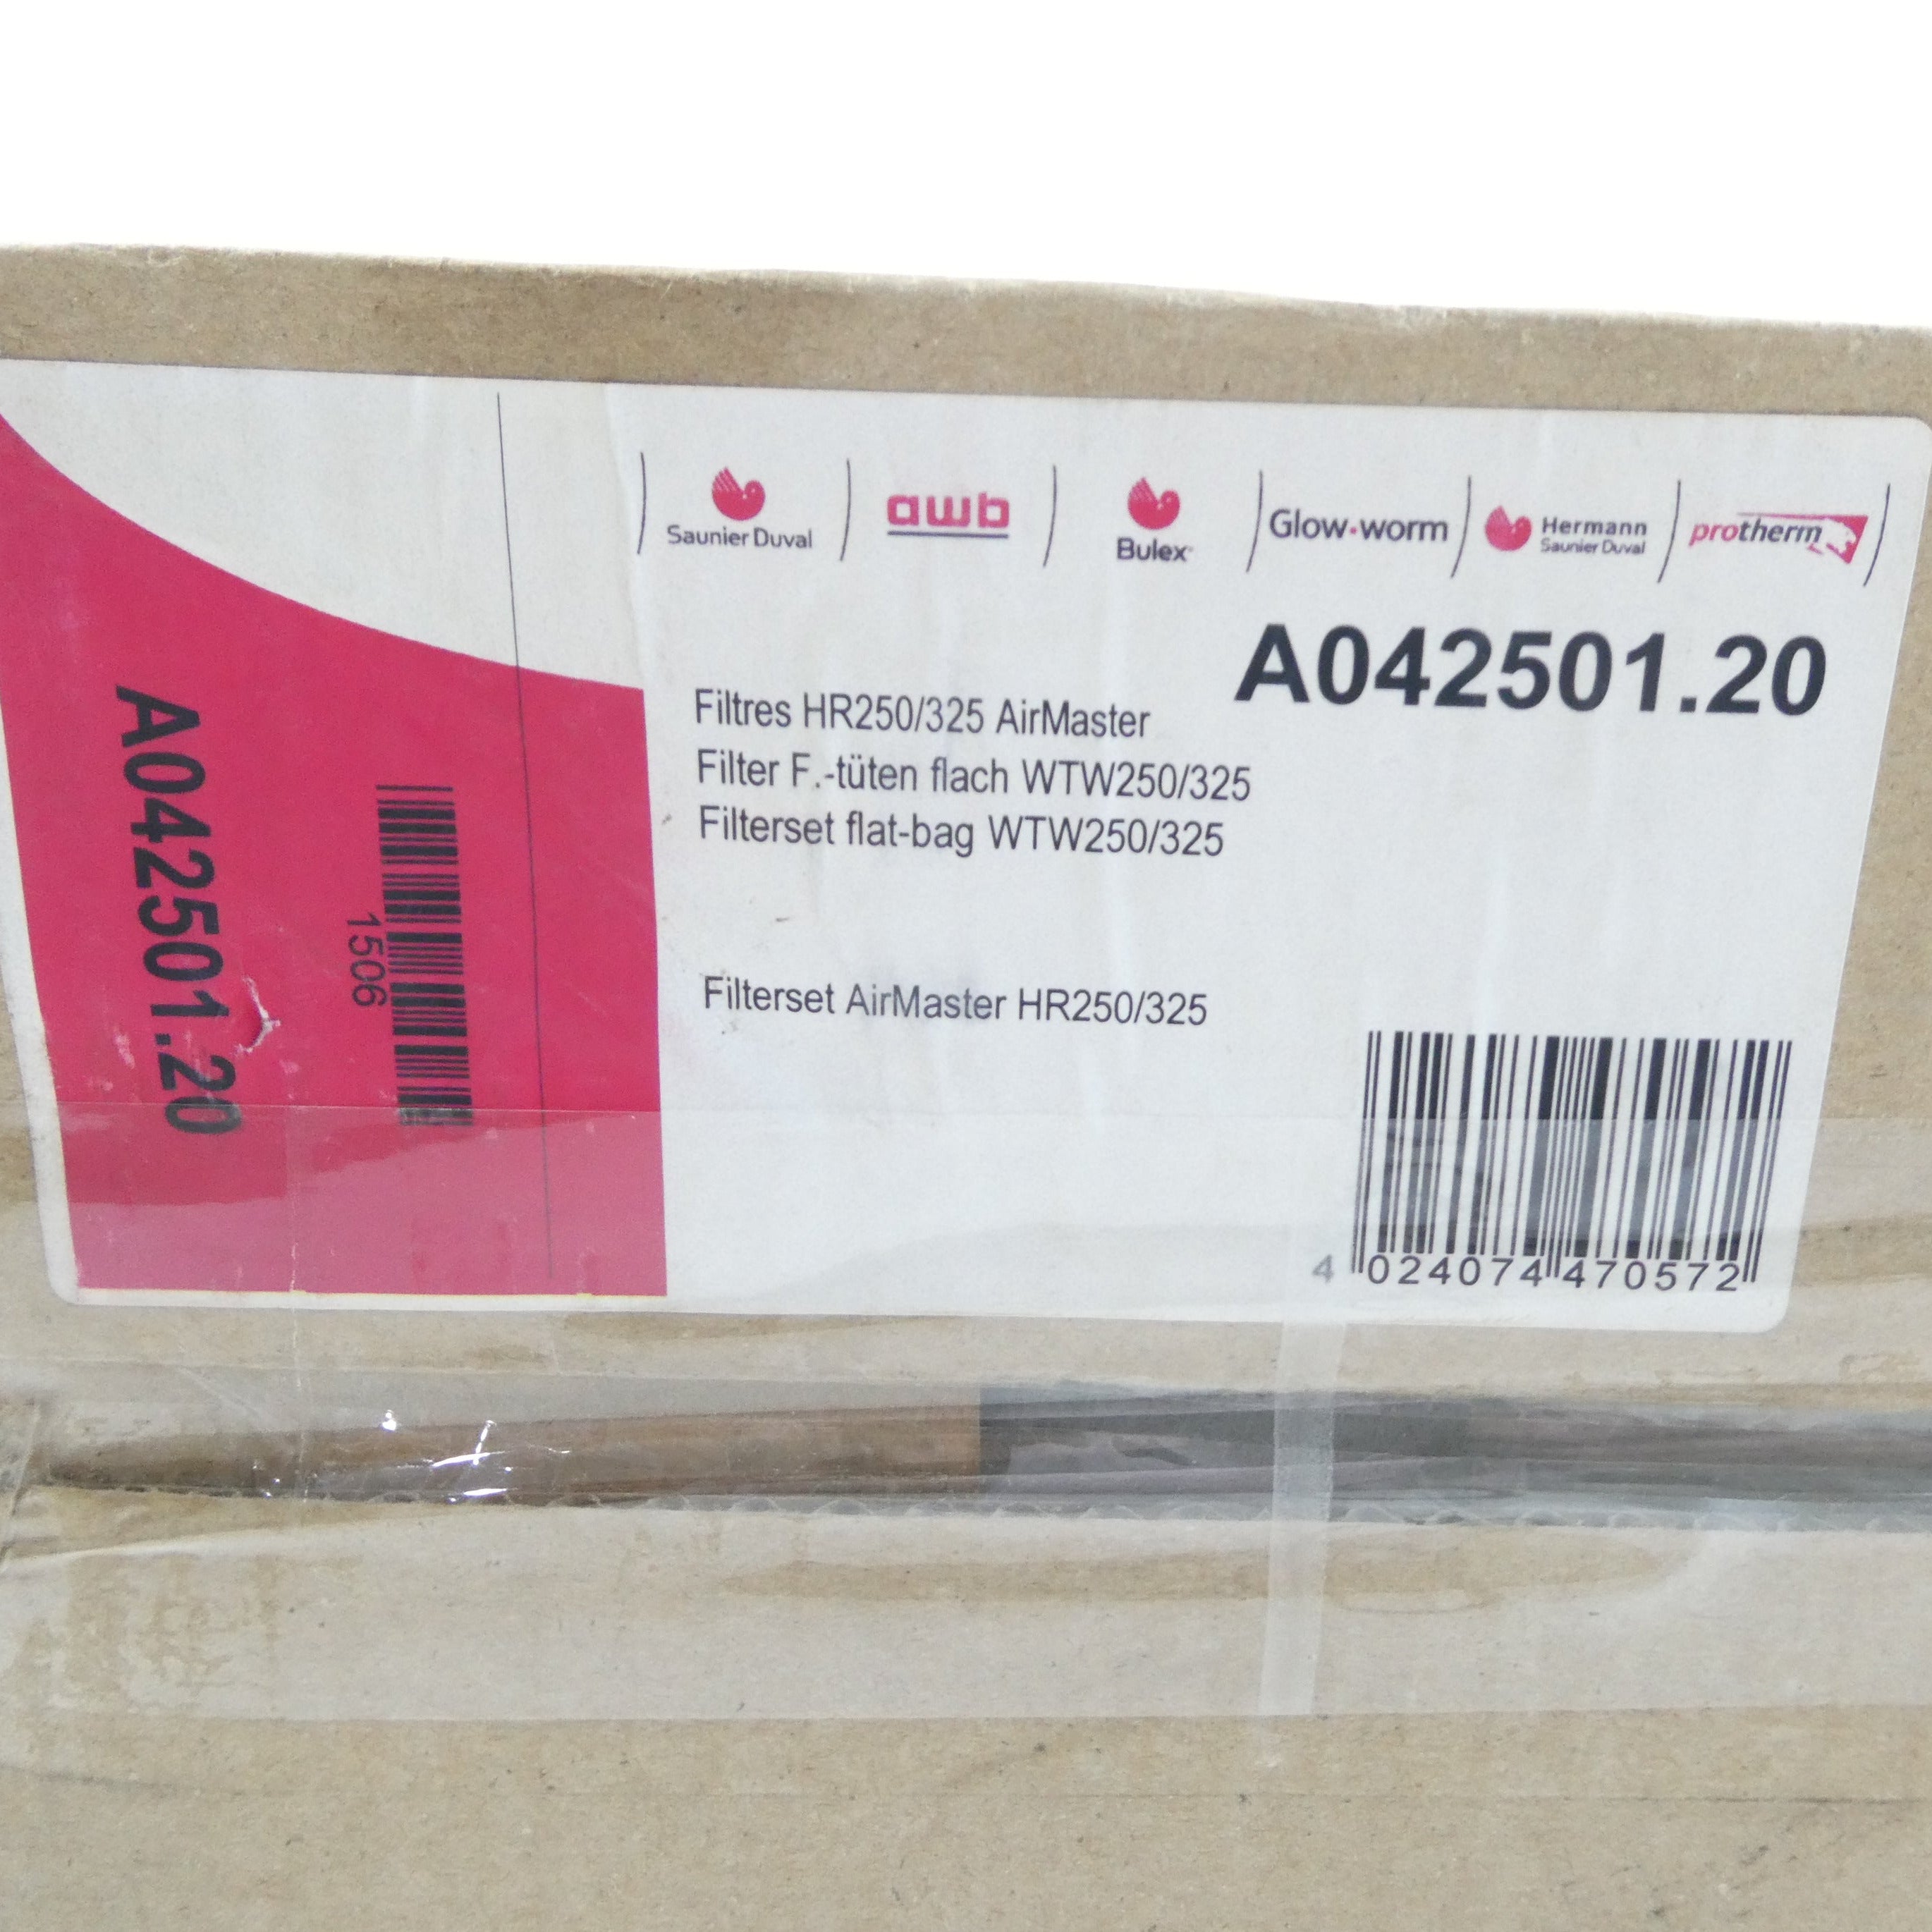 Saunier Duval
awb
Bulex
Glow-worm
Hermann
Saunier Duval
protherm
A042501.20
Filtres HR250/325 AirMaster
Filter F.-tüten flach WTW250/325
Filterset flat-bag WTW250/325
Filterset AirMaster HR250/325
4 024074 470572
A042501.20
1506